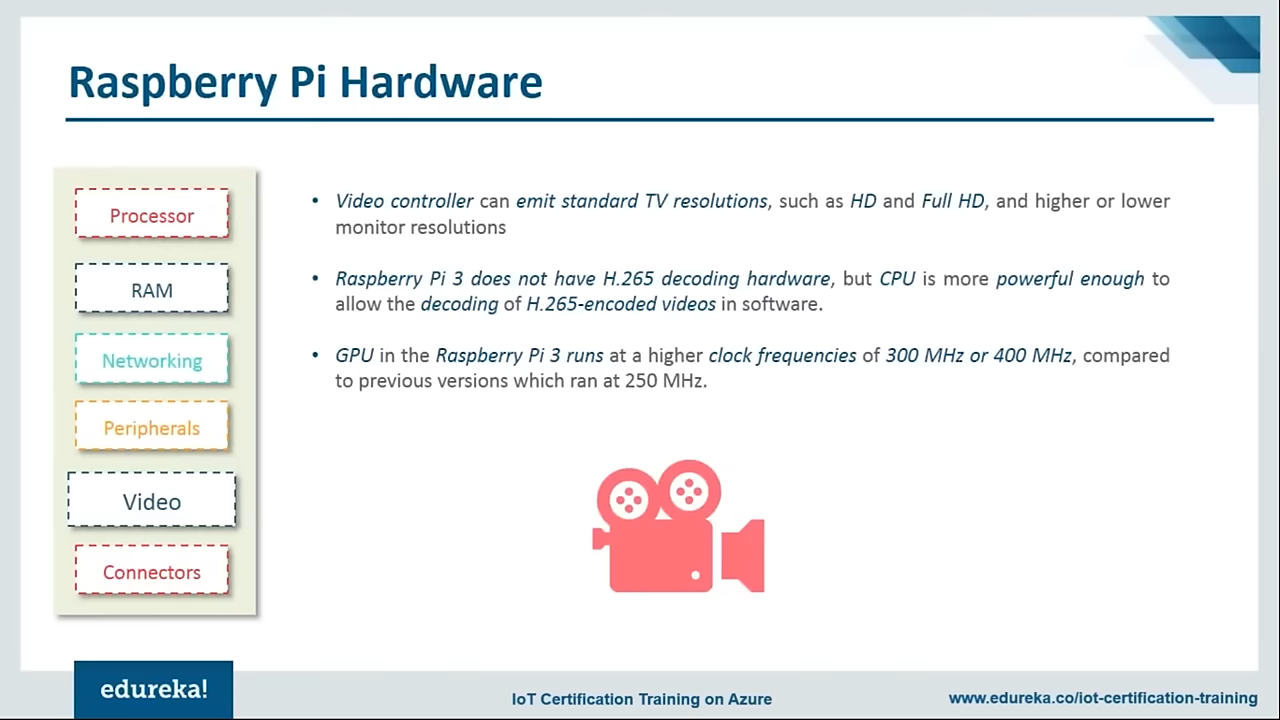 Raspberry Pi Hardware
Processor
RAM
Networking
Peripherals
Video
Connectors
• Video controller can emit standard TV resolutions, such as HD and Full HD, and higher or lower
monitor resolutions
• Raspberry Pi 3 does not have H.265 decoding hardware, but CPU is more powerful enough to
allow the decoding of H.265-encoded videos in software.
• GPU in the Raspberry Pi 3 runs at a higher clock frequencies of 300 MHz or 400 MHz, compared
to previous versions which ran at 250 MHz.
edureka!
IoT Certification Training on Azure
www.edureka.co/iot-certification-training